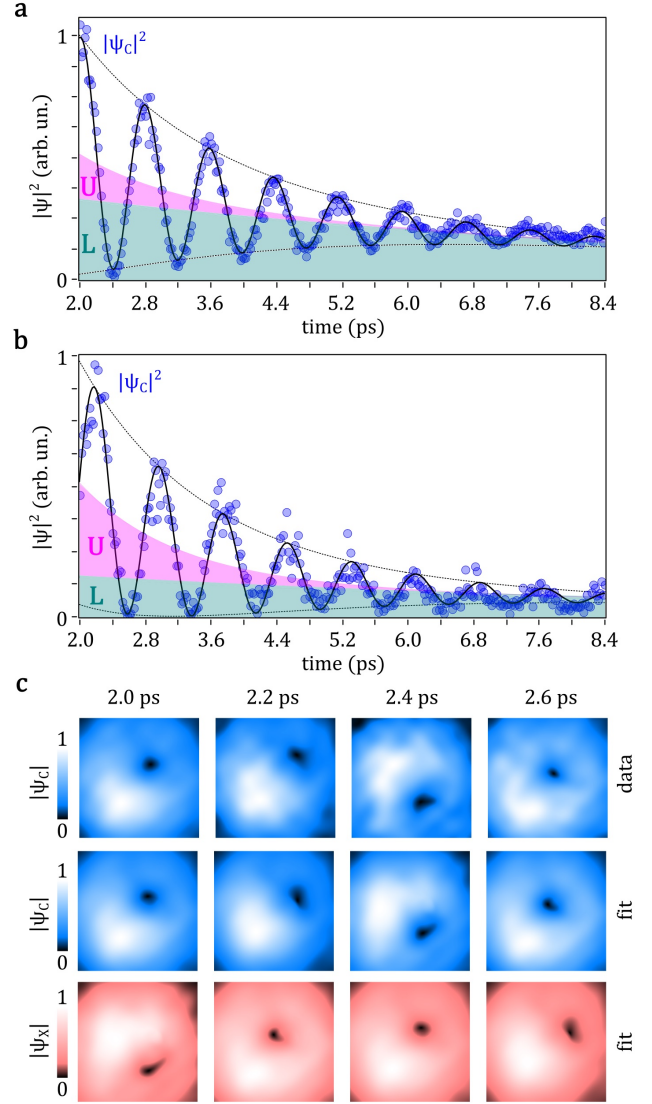 a
|ψC|²
1
|ψ|² (arb. un.)
U
L
0
2.0 2.8 3.6 4.4 5.2 6.0 6.8 7.6 8.4
time (ps)
b
1
|ψC|²
|ψ|² (arb. un.)
U
L
0
2.0 2.8 3.6 4.4 5.2 6.0 6.8 7.6 8.4
time (ps)
c
2.0 ps 2.2 ps 2.4 ps 2.6 ps
1
|ψC|
0
data
1
|ψC|
0
fit
1
|ψX|
0
fit